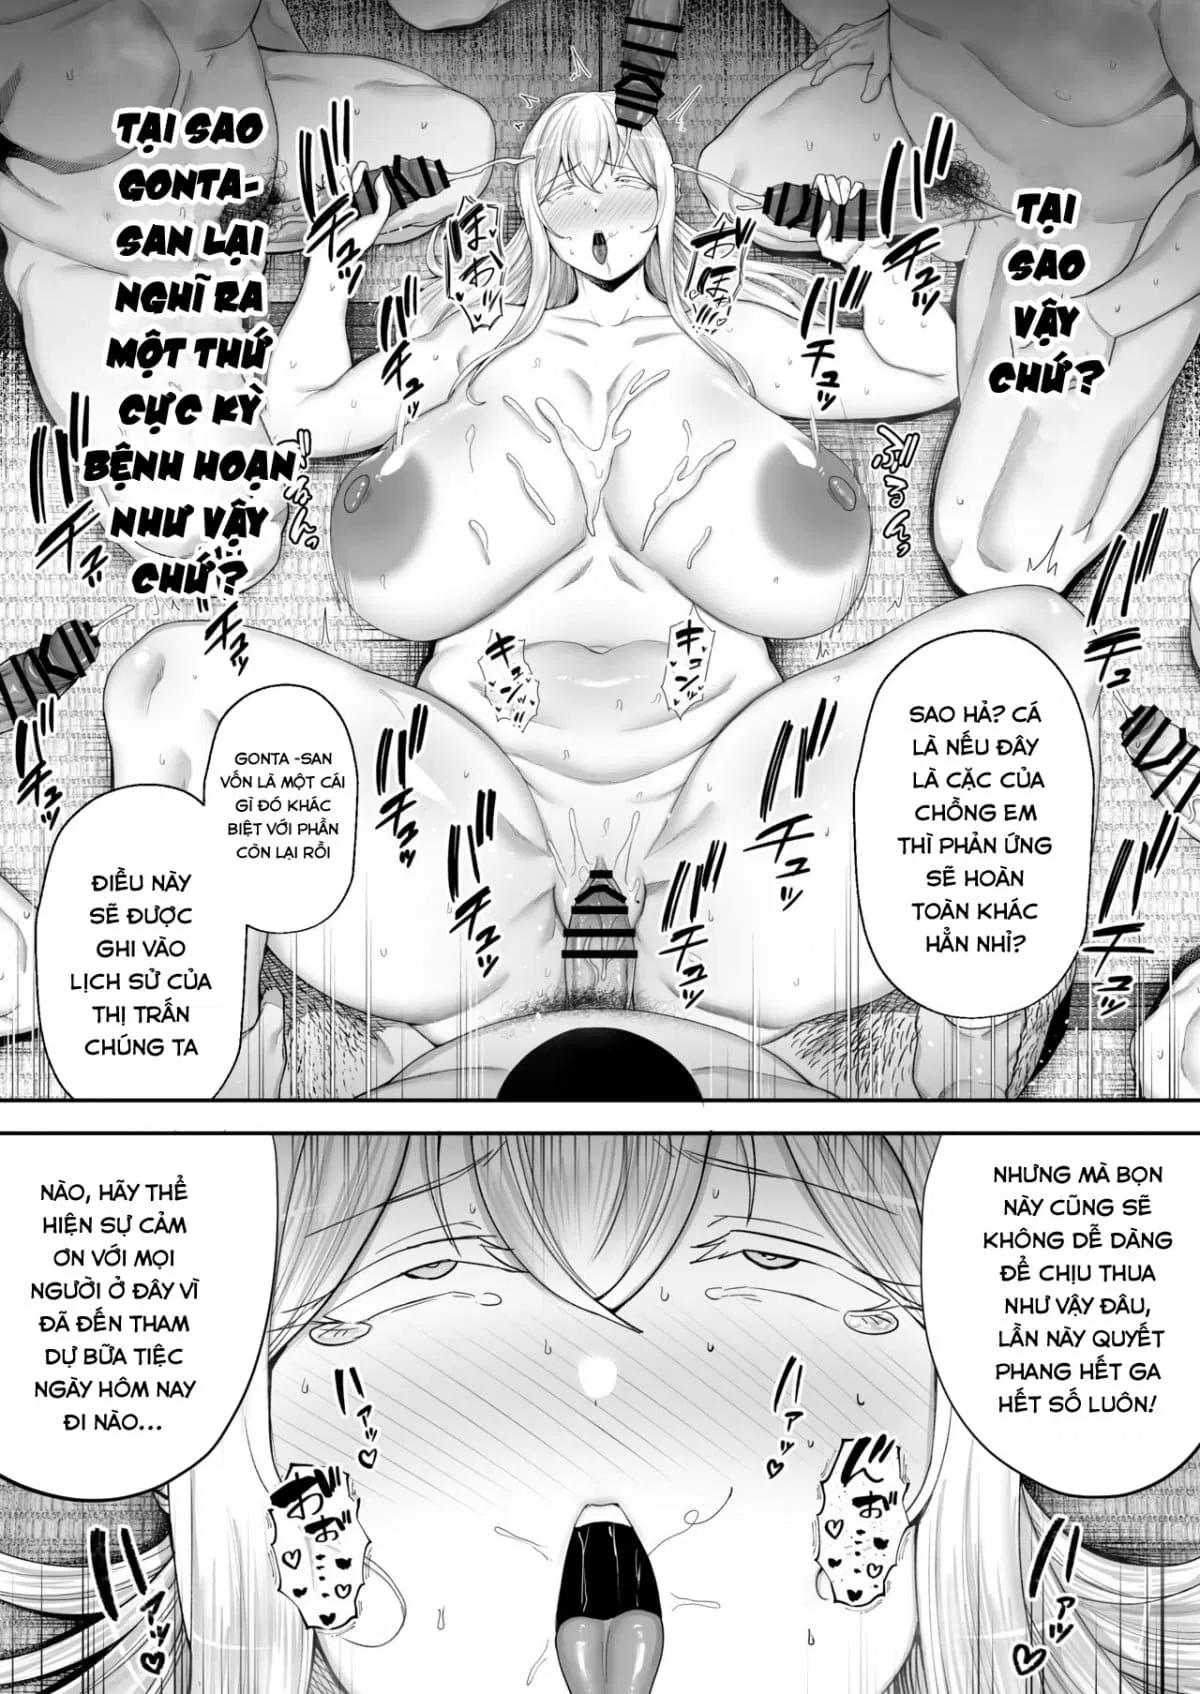 TẠI SAO
GONTA-
SAN LẠI
NGHĨ RA
MỘT THỨ
CỰC KỲ
BỆNH HOẠN
NHƯ VẬY
CHỨ?
TẠI
SAO
VẬY
CHỨ?
SAO HẢ? CÁ
LÀ NẾU ĐÂY
LÀ CẶC CỦA
CHỒNG EM
THÌ PHẢN ỨNG
SẼ HOÀN
TOÀN KHÁC
HẲN NHỈ?
GONTA -SAN
VỐN LÀ MỘT CÁI
GÌ ĐÓ KHÁC
BIỆT VỚI PHẦN
CÒN LẠI RỒI
ĐIỀU NÀY
SẼ ĐƯỢC
GHI VÀO
LỊCH SỬ CỦA
THỊ TRẤN
CHÚNG TA
NÀO, HÃY THỂ
HIỆN SỰ CẢM
ƠN VỚI MỌI
NGƯỜI Ở ĐÂY VÌ
ĐÃ ĐẾN THAM
DỰ BỮA TIỆC
NGÀY HÔM NAY
ĐI NÀO...
NHƯNG MÀ BỌN
NÀY CŨNG SẼ
KHÔNG DỄ DÀNG
ĐỂ CHỊU THUA
NHƯ VẬY ĐÂU,
LẦN NÀY QUYẾT
PHANG HẾT GA
HẾT SỐ LUÔN!